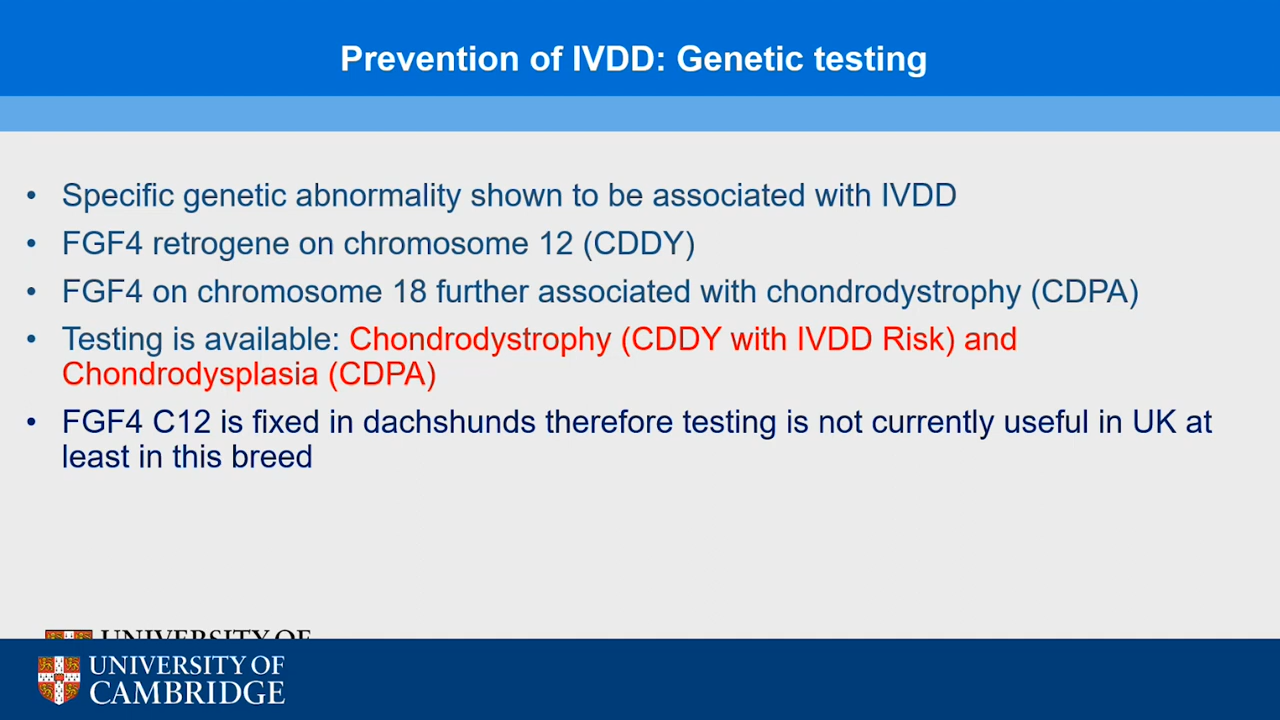 Prevention of IVDD: Genetic testing
• Specific genetic abnormality shown to be associated with IVDD
• FGF4 retrogene on chromosome 12 (CDDY)
• FGF4 on chromosome 18 further associated with chondrodystrophy (CDPA)
• Testing is available: Chondrodystrophy (CDDY with IVDD Risk) and
Chondrodysplasia (CDPA)
• FGF4 C12 is fixed in dachshunds therefore testing is not currently useful in UK at
least in this breed
UNIVERSITY OF
UNIVERSITY OF
CAMBRIDGE